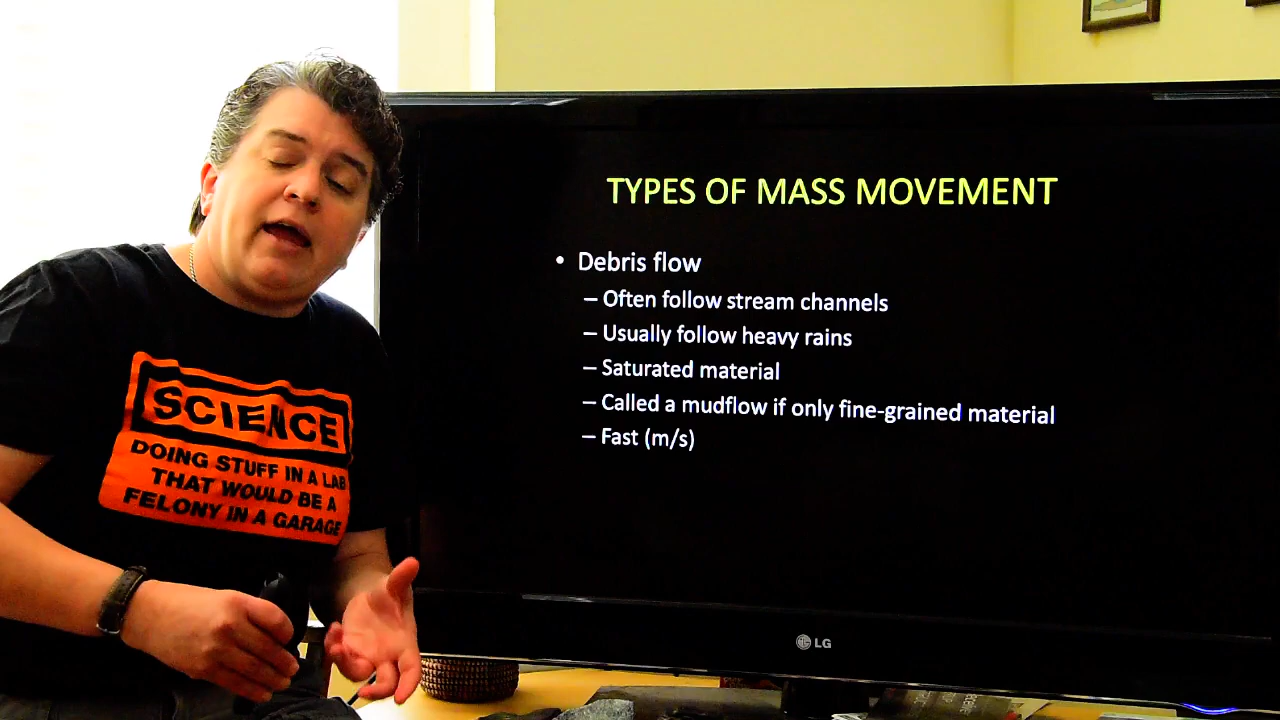 TYPES OF MASS MOVEMENT
• Debris flow
– Often follow stream channels
– Usually follow heavy rains
– Saturated material
– Called a mudflow if only fine-grained material
– Fast (m/s)
SCIENCE
DOING STUFF IN A LAB
THAT WOULD BE A
FELONY IN A GARAGE
LG